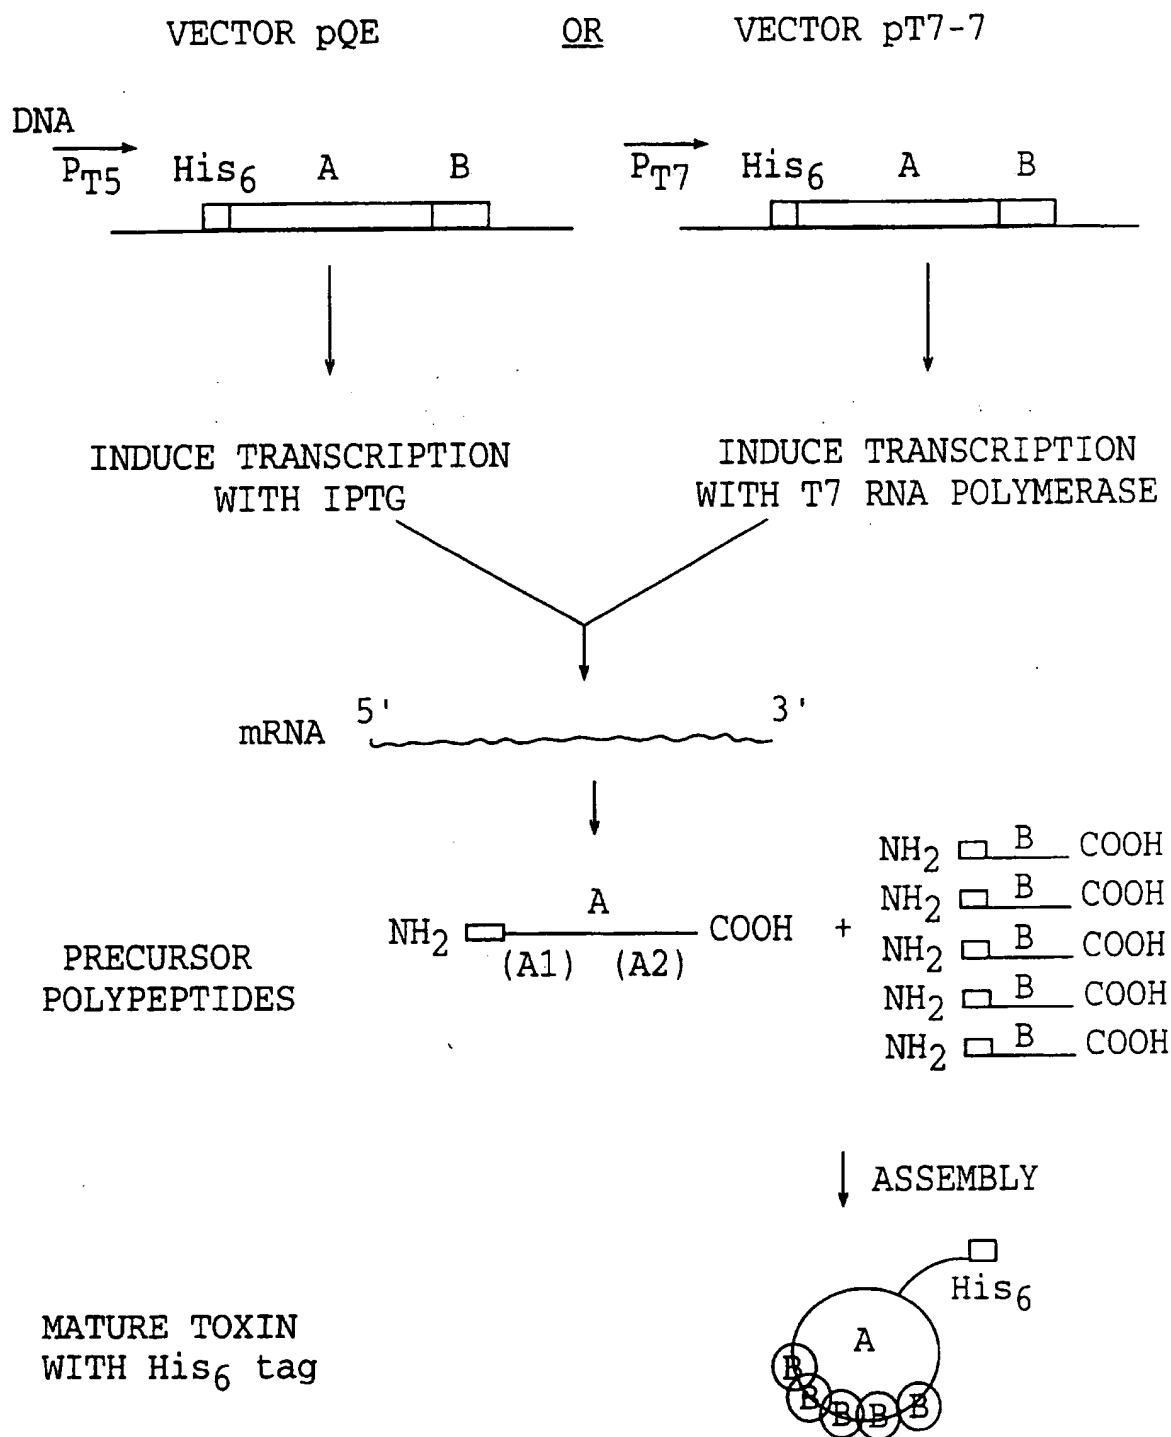 VECTOR pQE OR VECTOR pT7-7
DNA
PT5 His6 A B
PT7 His6 A B
INDUCE TRANSCRIPTION
WITH IPTG
INDUCE TRANSCRIPTION
WITH T7 RNA POLYMERASE
mRNA 5' 3'
PRECURSOR
POLYPEPTIDES
NH2 A COOH +
(A1) (A2)
NH2 B COOH
NH2 B COOH
NH2 B COOH
NH2 B COOH
NH2 B COOH
ASSEMBLY
MATURE TOXIN
WITH His6 tag
His6
A
B
B
B
B
B